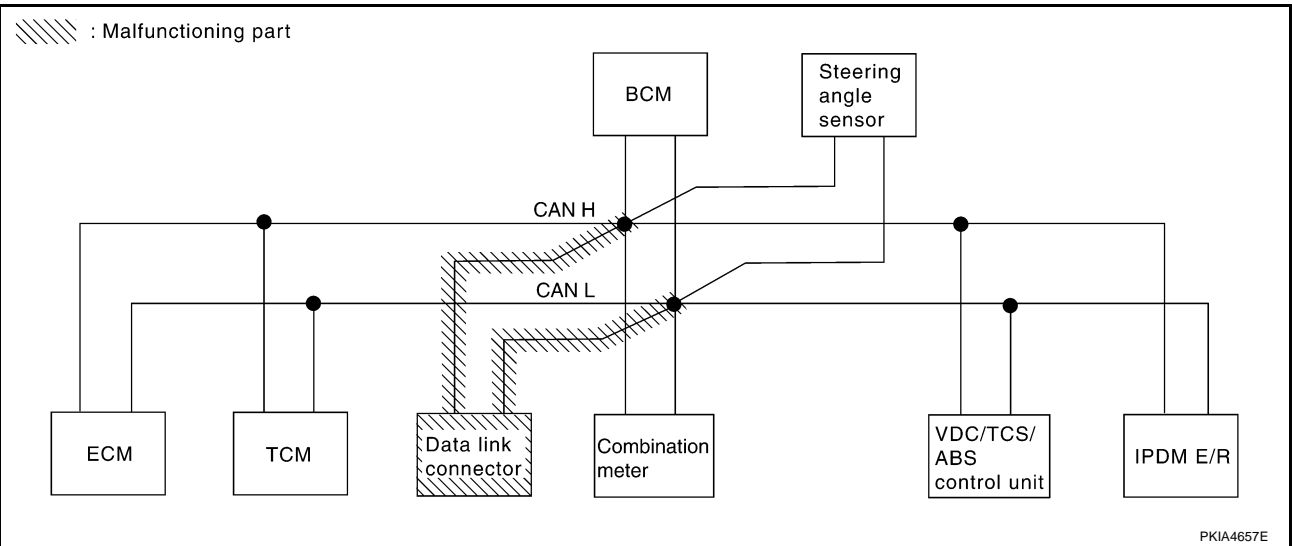 : Malfunctioning part
BCM
Steering
angle
sensor
CAN H
CAN L
ECM
TCM
Data link
connector
Combination
meter
VDC/TCS/
ABS
control unit
IPDM E/R
PKIA4657E